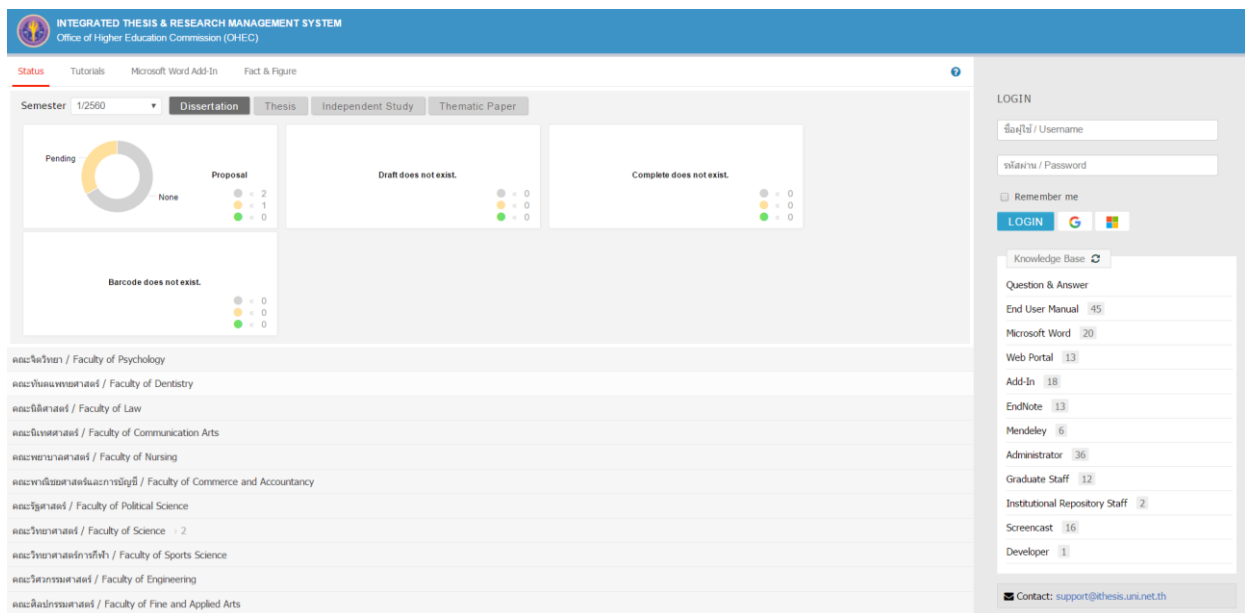 INTEGRATED THESIS & RESEARCH MANAGEMENT SYSTEM
Office of Higher Education Commission (OHEC)
Status Tutorials Microsoft Word Add-In Fact & Figure
Semester 1/2560 Dissertation Thesis Independent Study Thematic Paper
Pending
None
Proposal
2
1
0
Draft does not exist.
0
0
0
Complete does not exist.
0
0
0
Barcode does not exist.
0
0
0
คณะจิตวิทยา / Faculty of Psychology
คณะทันตแพทยศาสตร์ / Faculty of Dentistry
คณะนิติศาสตร์ / Faculty of Law
คณะนิเทศศาสตร์ / Faculty of Communication Arts
คณะพยาบาลศาสตร์ / Faculty of Nursing
คณะพาณิชยศาสตร์และการบัญชี / Faculty of Commerce and Accountancy
คณะรัฐศาสตร์ / Faculty of Political Science
คณะวิทยาศาสตร์ / Faculty of Science 2
คณะวิทยาศาสตร์การกีฬา / Faculty of Sports Science
คณะวิศวกรรมศาสตร์ / Faculty of Engineering
คณะศิลปกรรมศาสตร์ / Faculty of Fine and Applied Arts
LOGIN
ชื่อผู้ใช้ / Username
รหัสผ่าน / Password
Remember me
LOGIN G
Knowledge Base
Question & Answer
End User Manual 45
Microsoft Word 20
Web Portal 13
Add-In 18
EndNote 13
Mendeley 6
Administrator 36
Graduate Staff 12
Institutional Repository Staff 2
Screencast 16
Developer 1
Contact: support@ithesis.uni.net.th